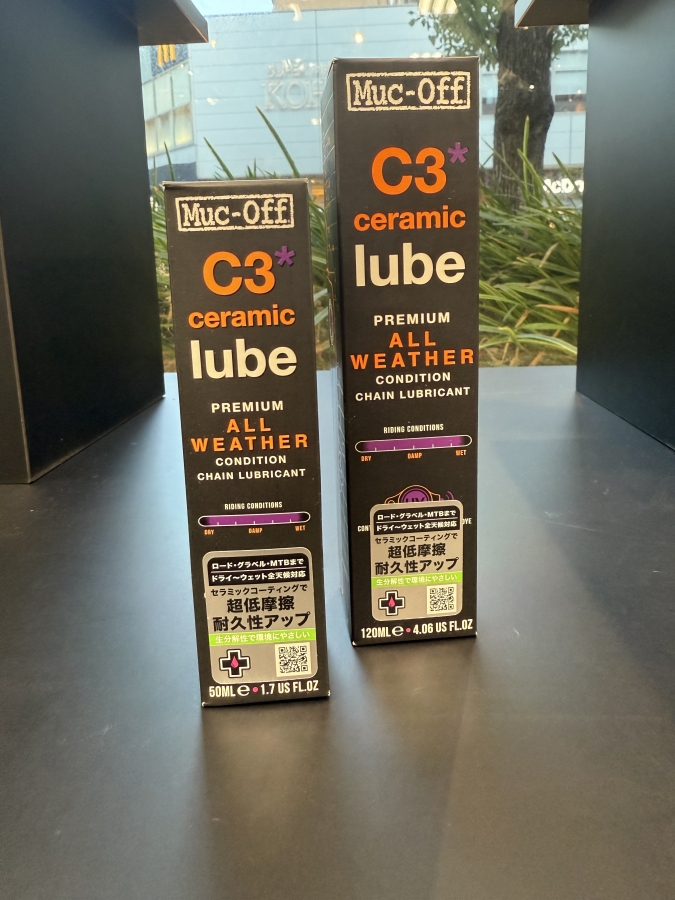 Muc-Off
C3*
ceramic
lube
PREMIUM
ALL
WEATHER
CONDITION
CHAIN LUBRICANT
RIDING CONDITIONS
DRY DAMP WET
ロード・グラベル・MTBまで
ドライ〜ウェット全天候対応
セラミックコーティングで
超低摩擦
耐久性アップ
生分解性で環境にやさしい
50ML e • 1.7 US FL.OZ
Muc-Off
C3*
ceramic
lube
PREMIUM
ALL
WEATHER
CONDITION
CHAIN LUBRICANT
RIDING CONDITIONS
DRY DAMP WET
UV
ロード・グラベル・MTBまで
ドライ〜ウェット全天候対応
セラミックコーティングで
超低摩擦
耐久性アップ
生分解性で環境にやさしい
120ML e • 4.06 US FL.OZ